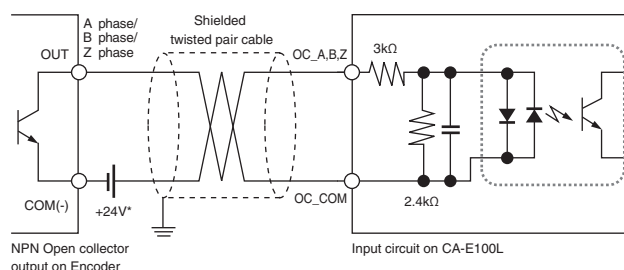 A phase/
B phase/
Z phase
OUT
Shielded
twisted pair cable
OC_A,B,Z
3kΩ
COM(-)
+24V*
OC_COM
2.4kΩ
NPN Open collector
output on Encoder
Input circuit on CA-E100L